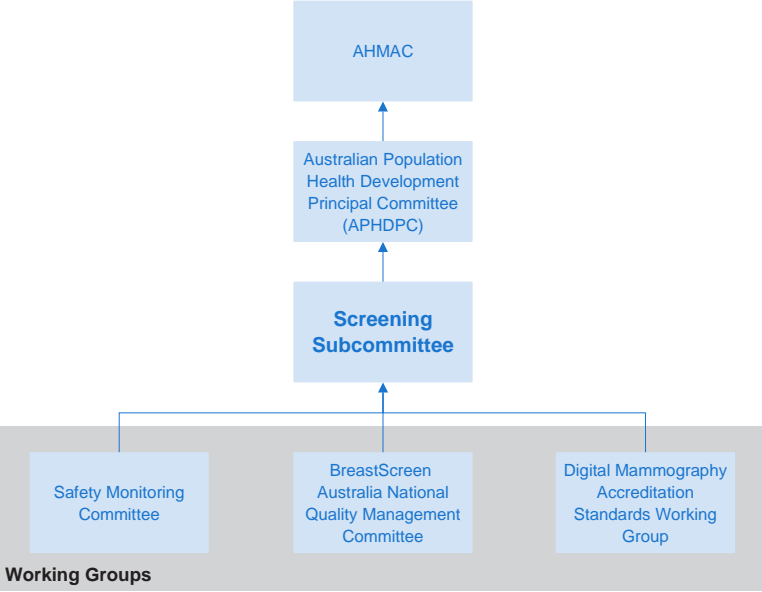 AHMAC
Australian Population
Health Development
Principal Committee
(APHDPC)
Screening
Subcommittee
Safety Monitoring
Committee
BreastScreen
Australia National
Quality Management
Committee
Digital Mammography
Accreditation
Standards Working
Group
Working Groups